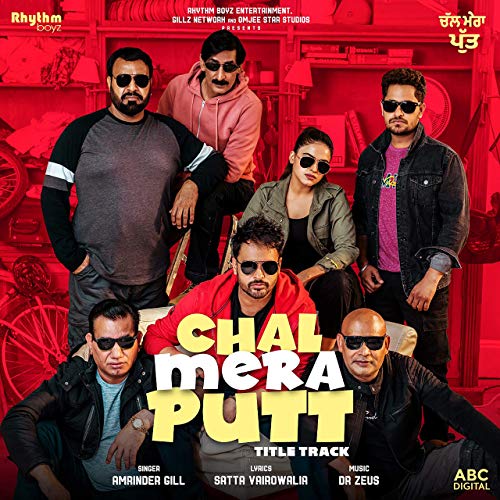 Rhythm
boyz
RHYTHM BOYZ ENTERTAINMENT,
GILLZ NETWORK AND OMJEE STAR STUDIOS
PRESENTS
ਚੱਲ ਮੇਰਾ
ਪੁੱਤ
CHAL
MERA
PUTT
TITLE TRACK
SINGER
AMRINDER GILL
LYRICS
SATTA VAIROWALIA
MUSIC
DR ZEUS
ABC
DIGITAL